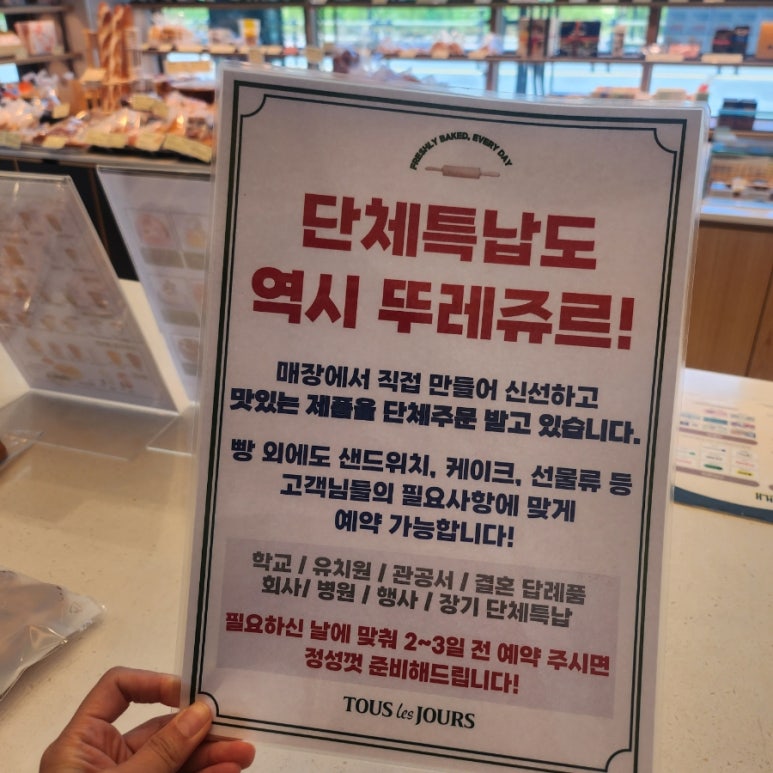 FRESHLY BAKED, EVERY DAY
단체특납도
역시 뚜레쥬르!
매장에서 직접 만들어 신선하고
맛있는 제품을 단체주문 받고 있습니다.
빵 외에도 샌드위치, 케이크, 선물류 등
고객님들의 필요사항에 맞게
예약 가능합니다!
학교 / 유치원 / 관공서 / 결혼 답례품
회사/ 병원 / 행사 / 장기 단체특납
필요하신 날에 맞춰 2~3일 전 예약 주시면
정성껏 준비해드립니다!
TOUS les JOURS